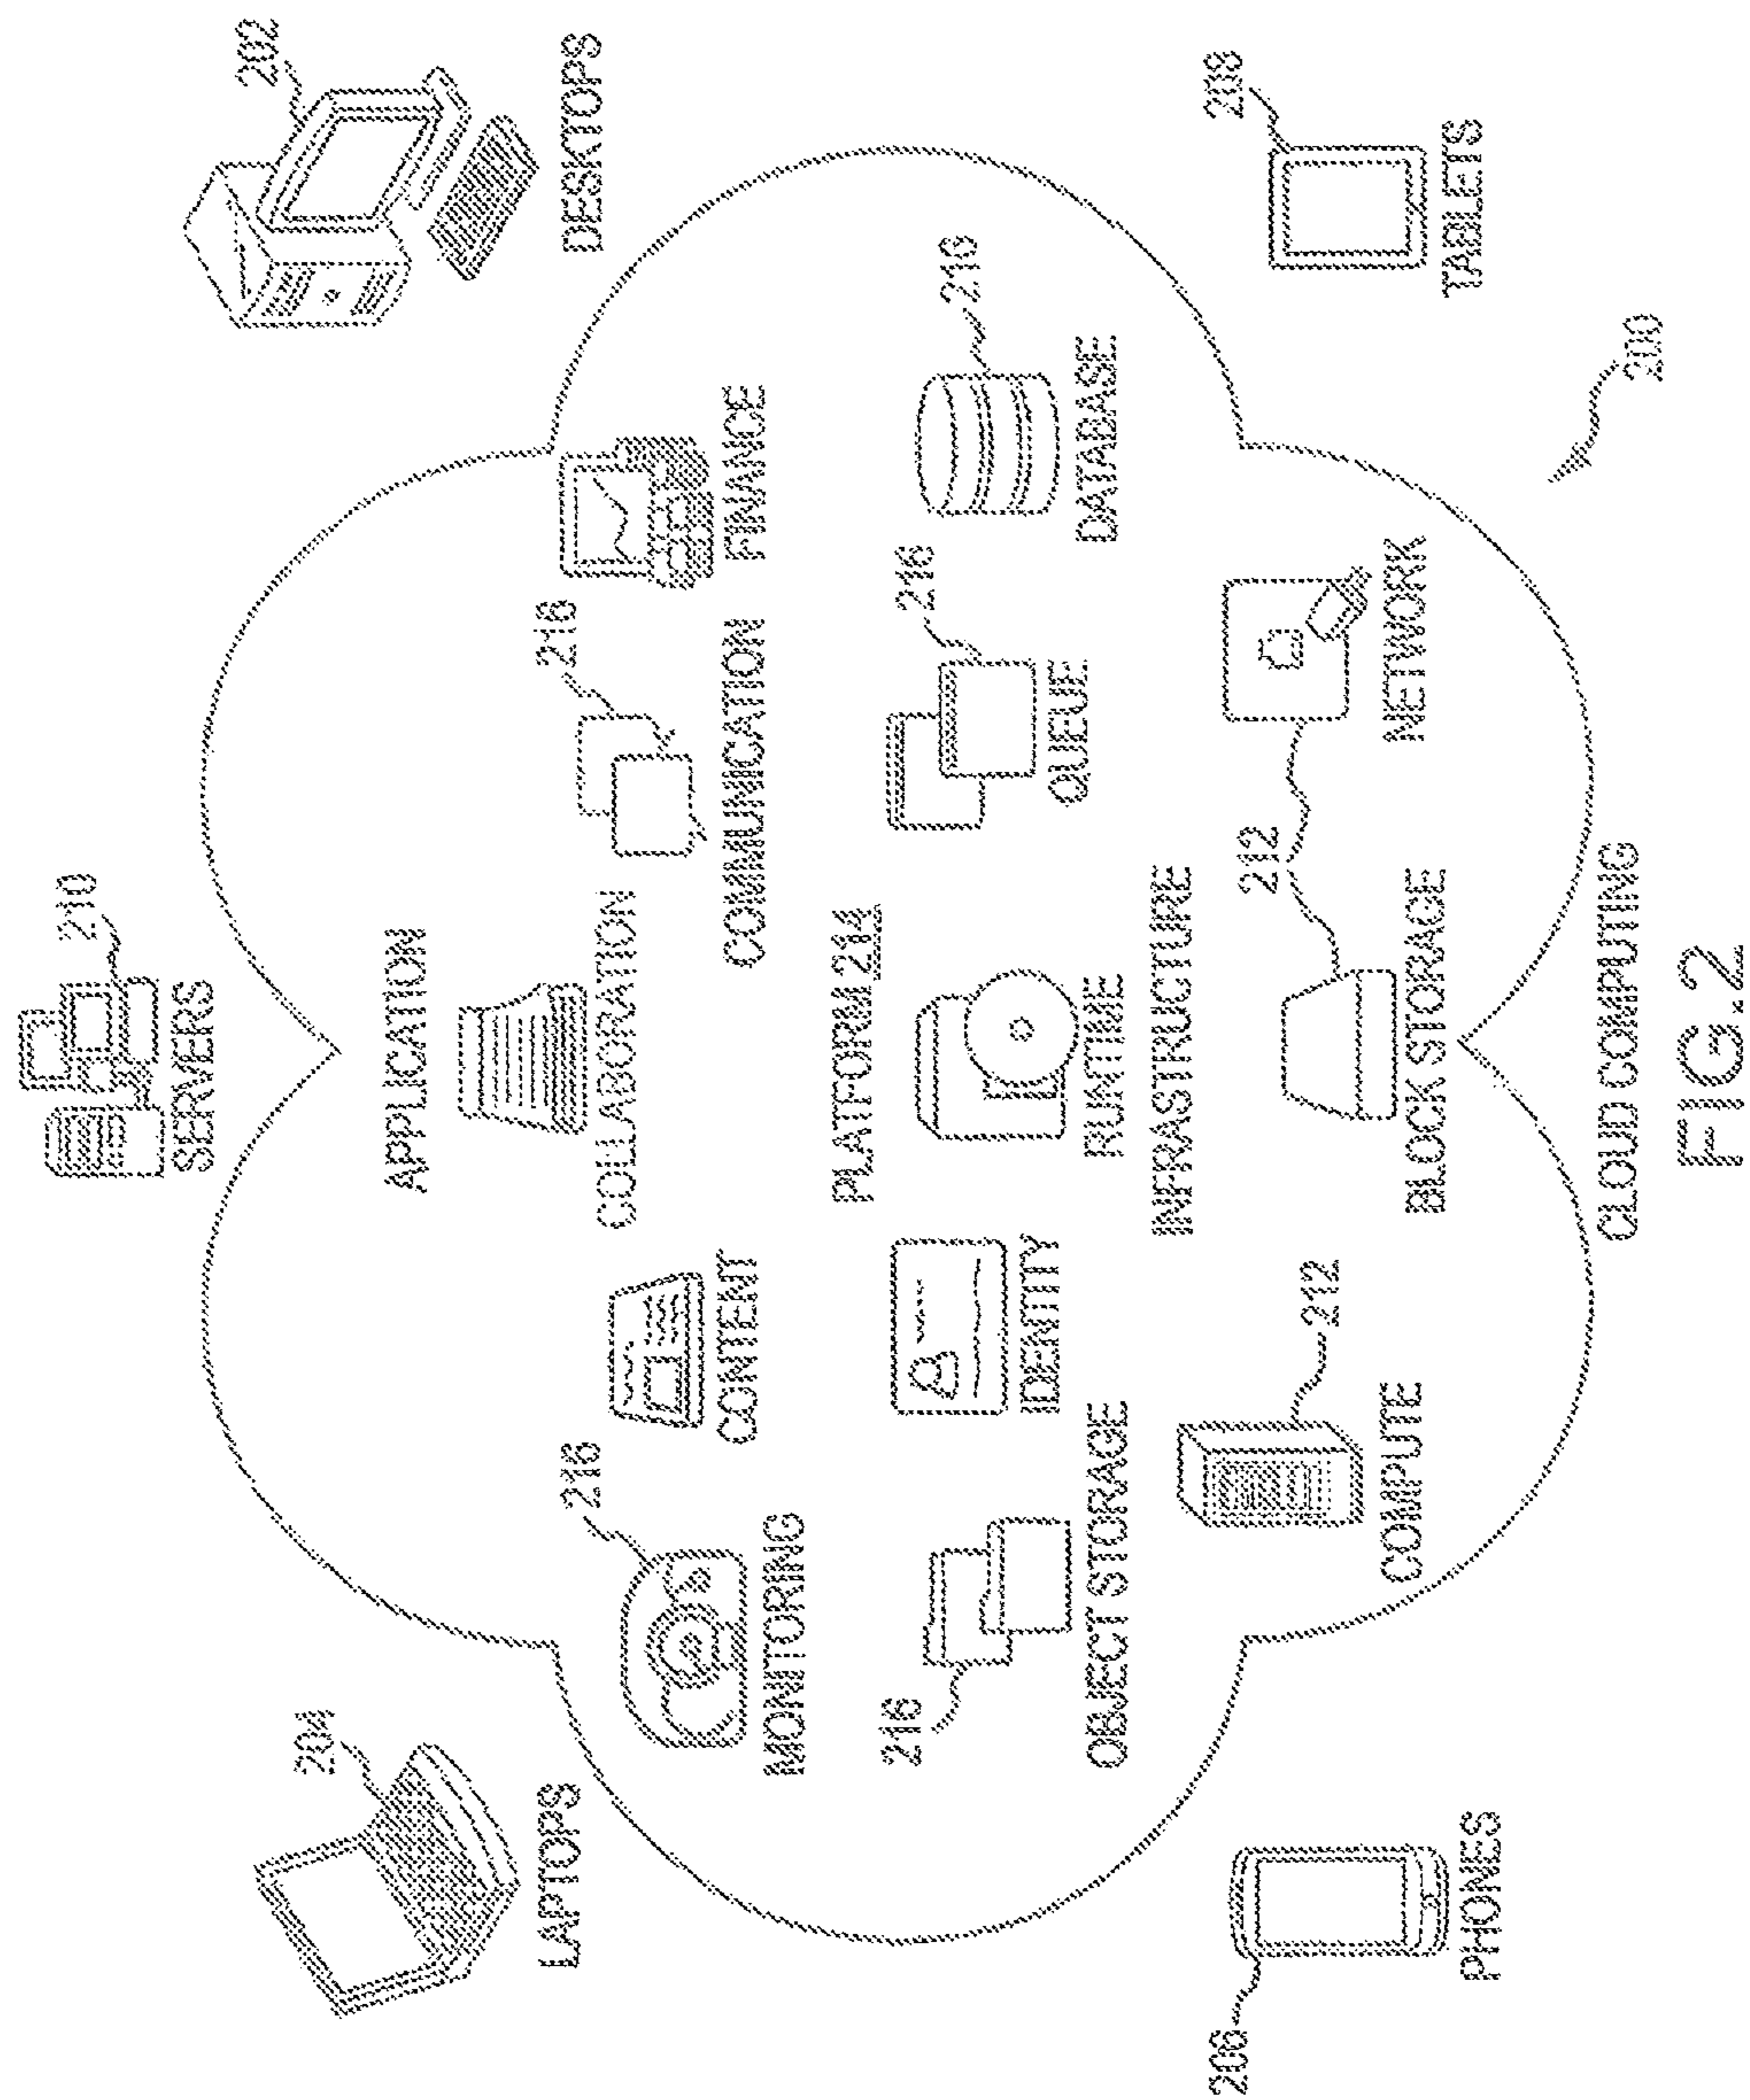 210
SERVERS
204
202
LAPTOPS
DESKTOPS
APPLICATION
216
COLLABORATION
216
MONITORING
CONTENT
COMMUNICATION
FINANCE
PLATFORM 214
216
216
216
OBJECT STORAGE
IDENTITY
RUNTIME
QUEUE
DATABASE
INFRASTRUCTURE
212
212
COMPUTE
BLOCK STORAGE
NETWORK
206
208
PHONES
TABLETS
CLOUD COMPUTING
200
FIG.2